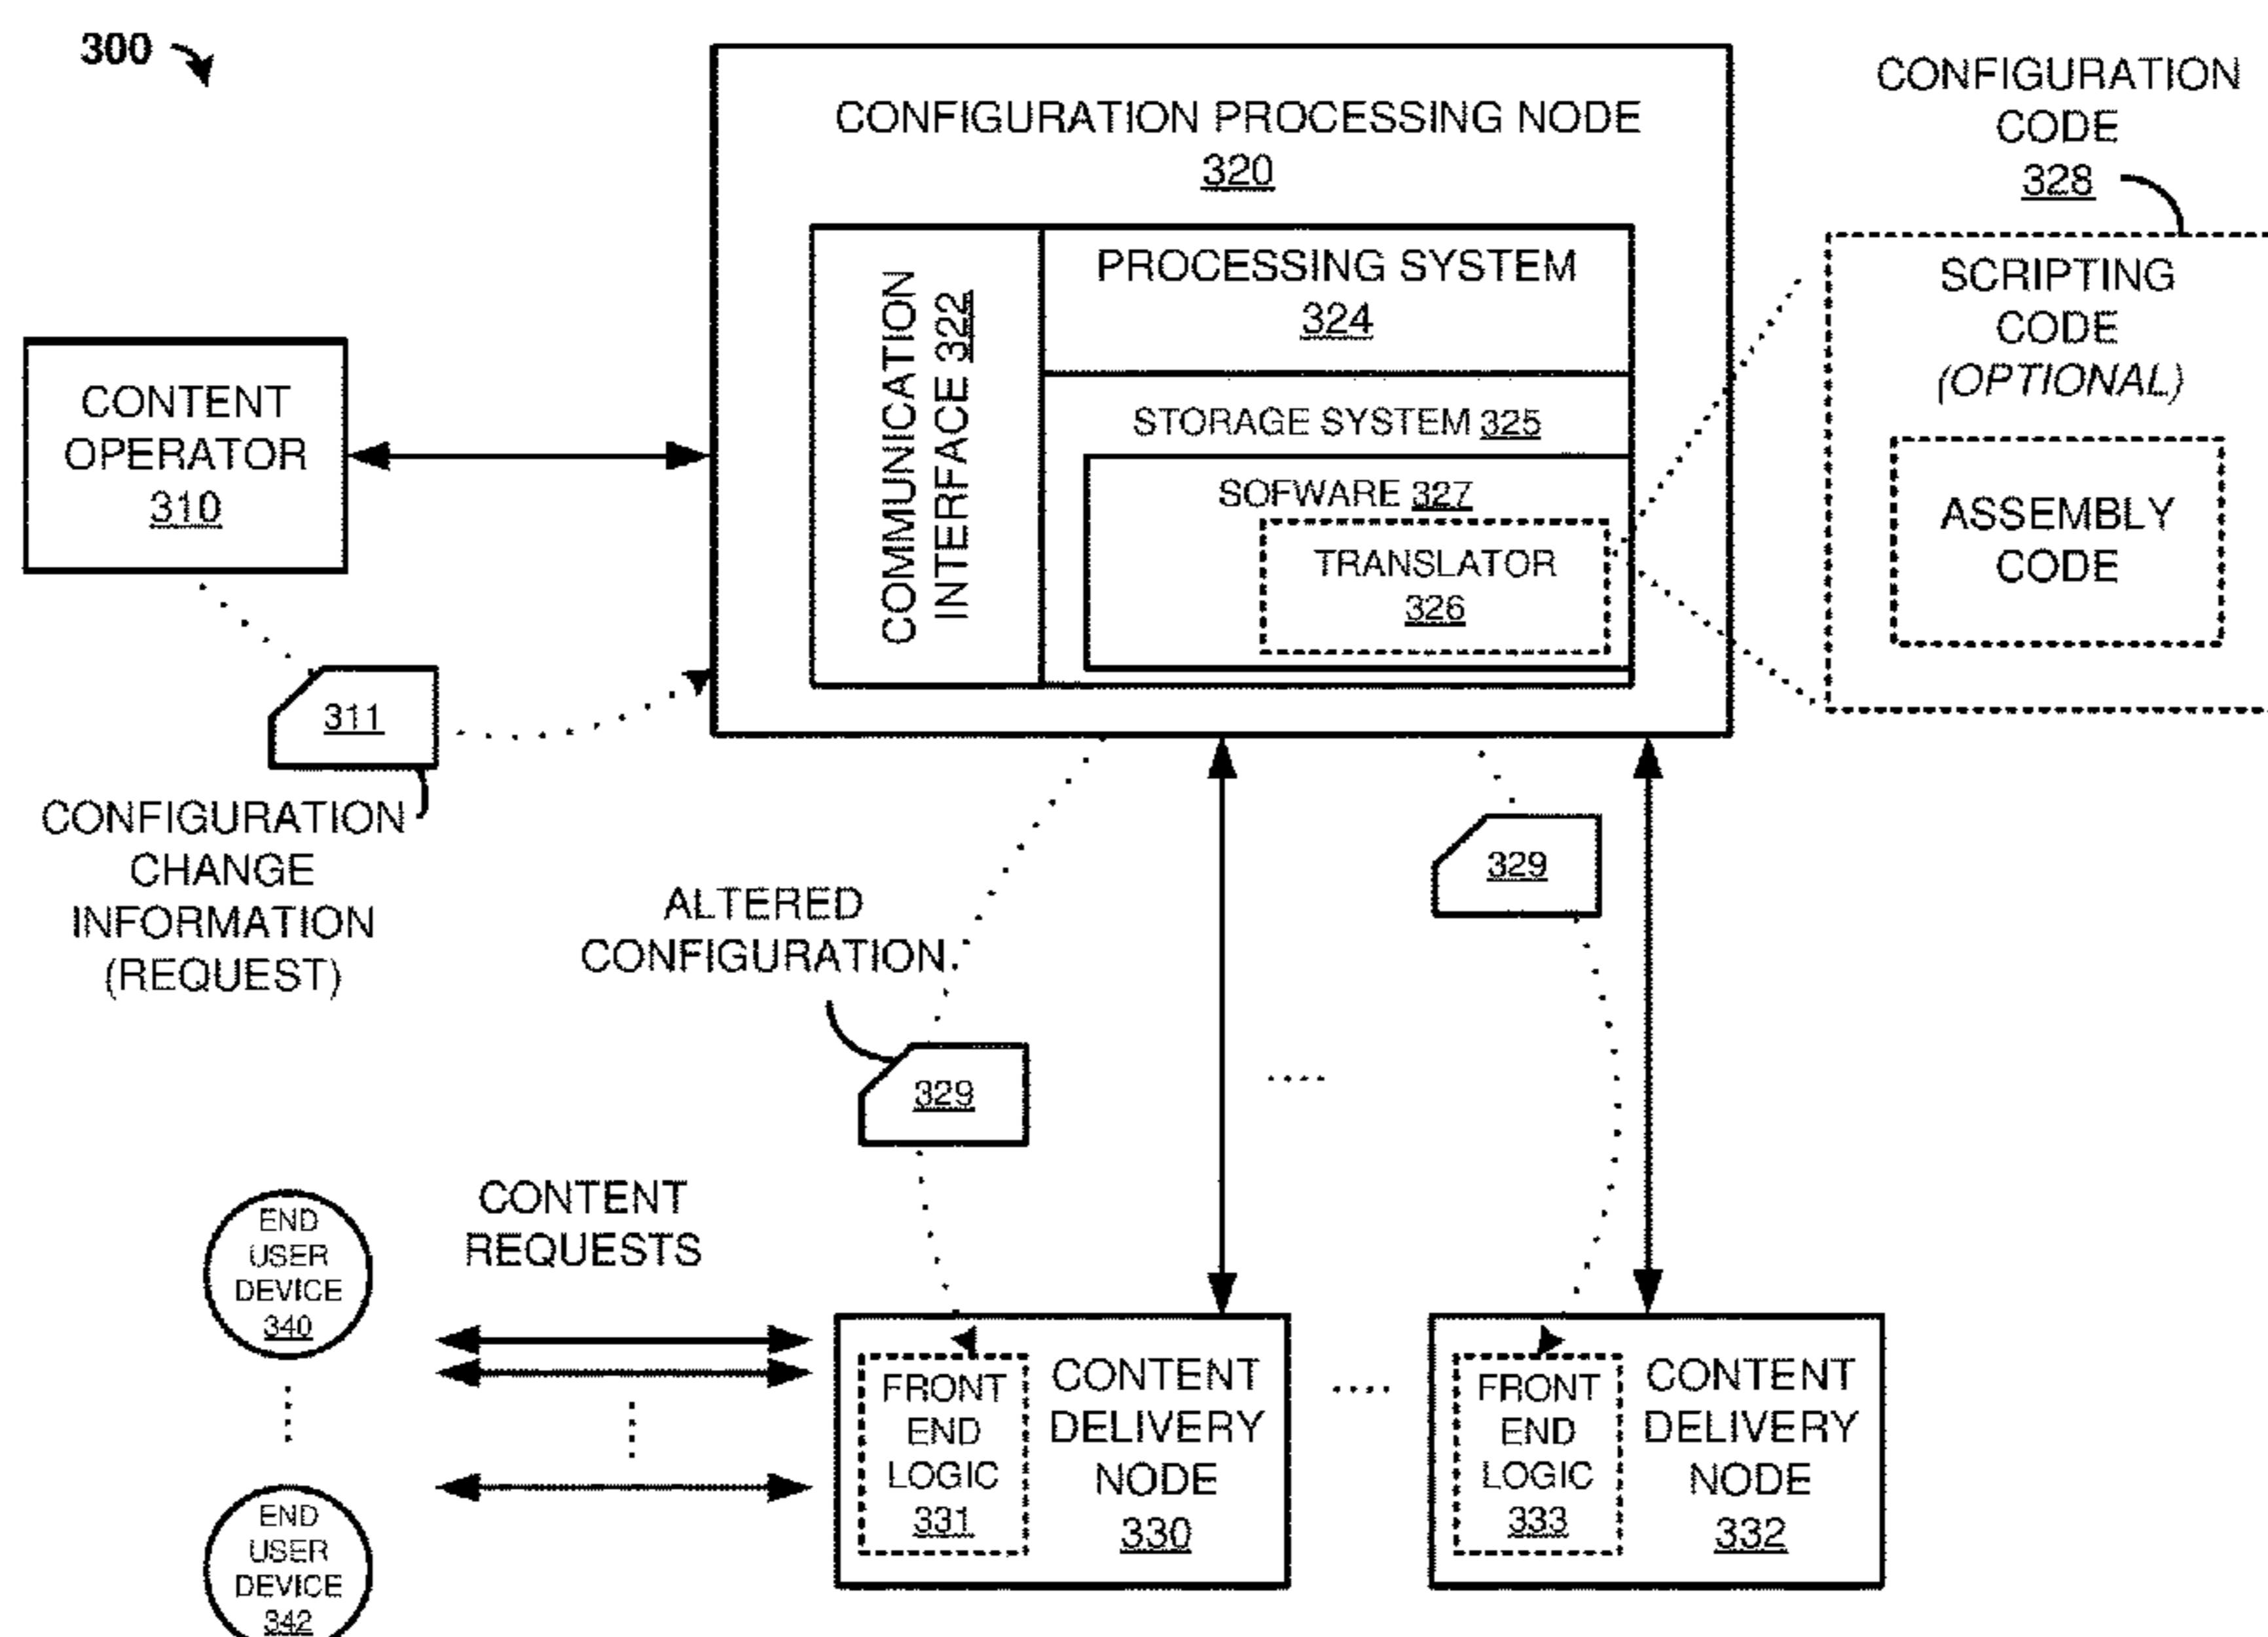 300
CONFIGURATION PROCESSING NODE
320
COMMUNICATION
INTERFACE 322
PROCESSING SYSTEM
324
STORAGE SYSTEM 325
SOFWARE 327
TRANSLATOR
326
CONFIGURATION
CODE
328
SCRIPTING
CODE
(OPTIONAL)
ASSEMBLY
CODE
CONTENT
OPERATOR
310
311
CONFIGURATION
CHANGE
INFORMATION
(REQUEST)
ALTERED
CONFIGURATION
329
329
CONTENT
REQUESTS
END
USER
DEVICE
340
END
USER
DEVICE
342
FRONT
END
LOGIC
331
CONTENT
DELIVERY
NODE
330
FRONT
END
LOGIC
333
CONTENT
DELIVERY
NODE
332